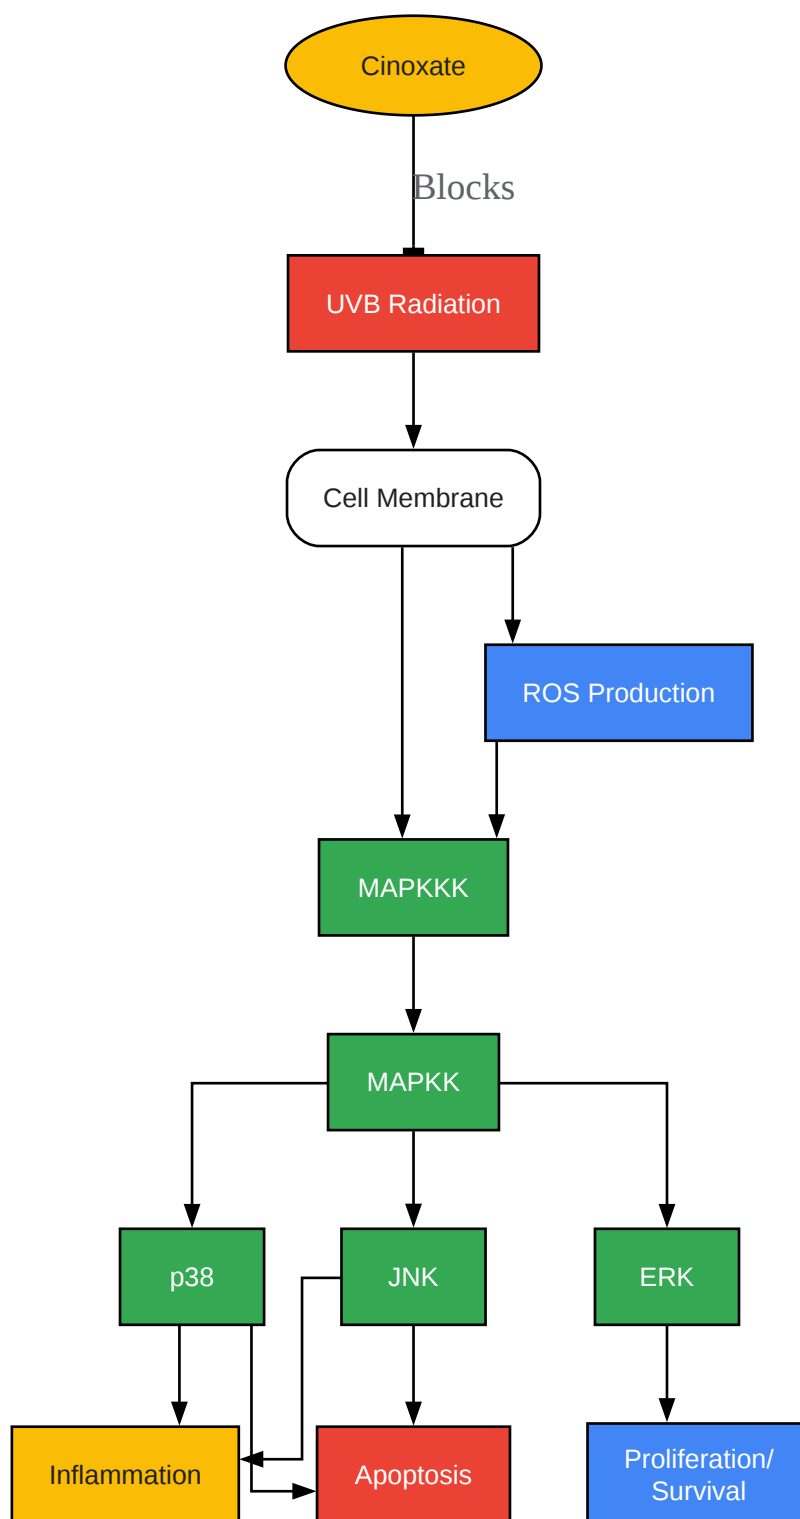 Cinoxate
Blocks
UVB Radiation
Cell Membrane
ROS Production
MAPKKK
MAPKK
p38
JNK
ERK
Inflammation
Apoptosis
Proliferation/
Survival